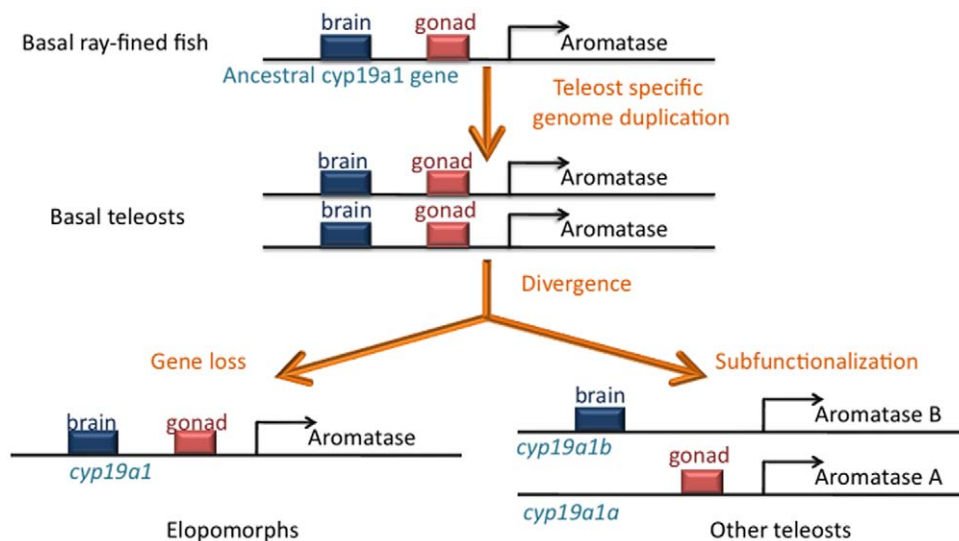 brain gonad
Basal ray-fined fish
Aromatase
Ancestral cyp19a1 gene
Teleost specific
genome duplication
brain gonad
Aromatase
Basal teleosts
brain gonad
Aromatase
Divergence
Gene loss
Subfunctionalization
brain gonad
Aromatase
cyp19a1
Elopomorphs
brain
Aromatase B
cyp19a1b
gonad
Aromatase A
cyp19a1a
Other teleosts